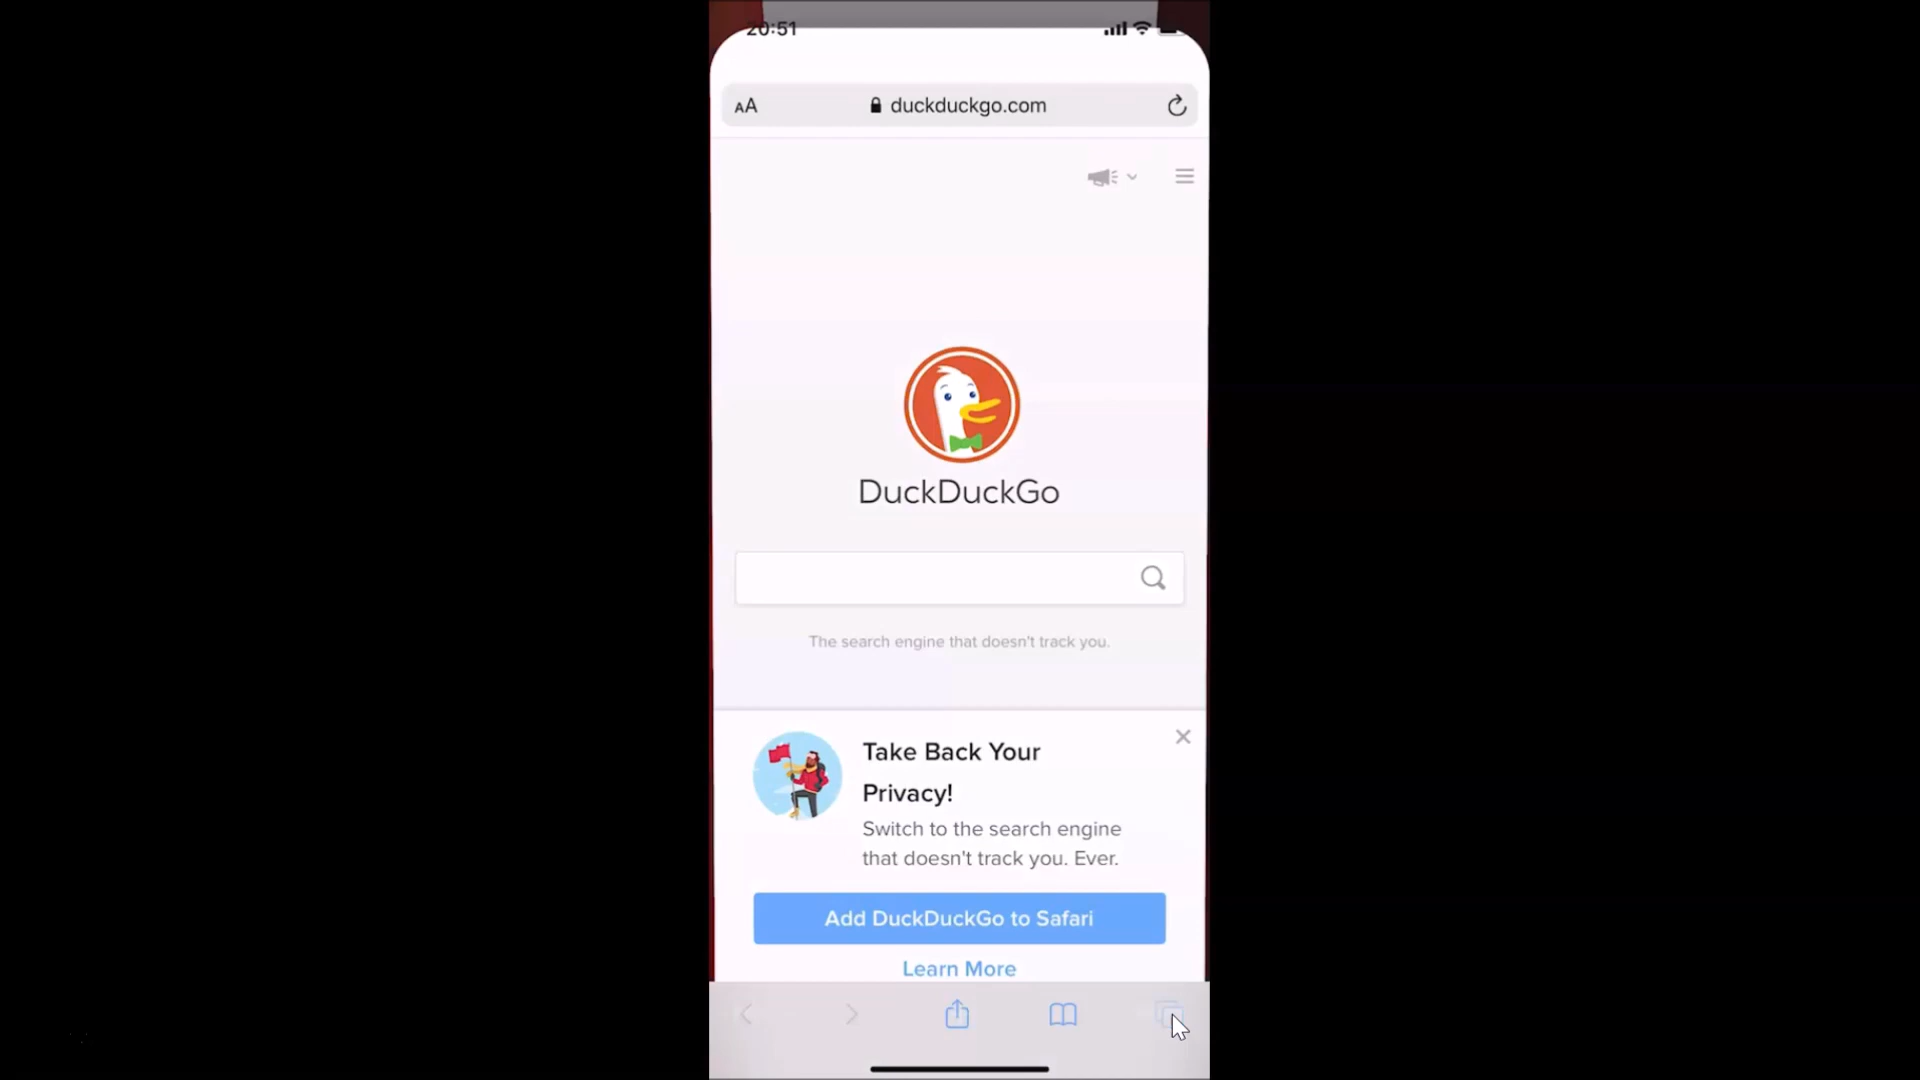 20:51
AA duckduckgo.com
DuckDuckGo
The search engine that doesn't track you.
Take Back Your
Privacy!
Switch to the search engine
that doesn't track you. Ever.
Add DuckDuckGo to Safari
Learn More